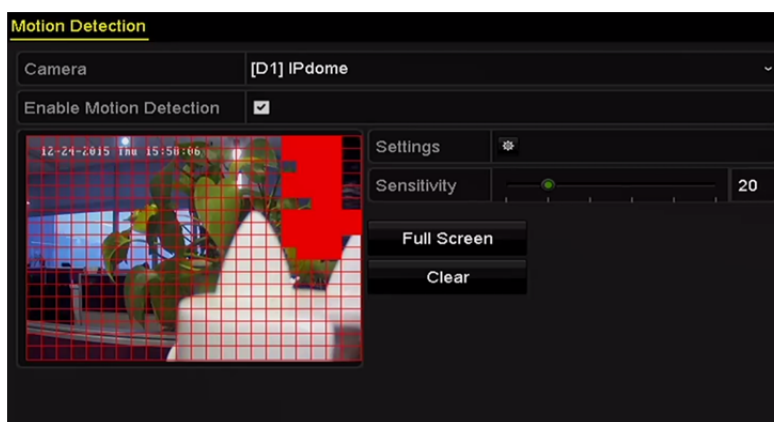 Motion Detection
Camera [D1] IPdome
Enable Motion Detection
12-24-2015 Thu 15:58:06
Settings
Sensitivity 20
Full Screen
Clear